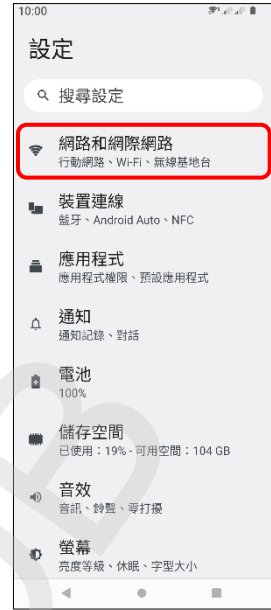 10:00
設定
搜尋設定
網路和網際網路
行動網路、Wi-Fi、無線基地台
裝置連線
藍牙、Android Auto、NFC
應用程式
應用程式權限、預設應用程式
通知
通知記錄、對話
電池
100%
儲存空間
已使用：19% - 可用空間：104 GB
音效
音訊、鈴聲、零打擾
螢幕
亮度等級、休眠、字型大小